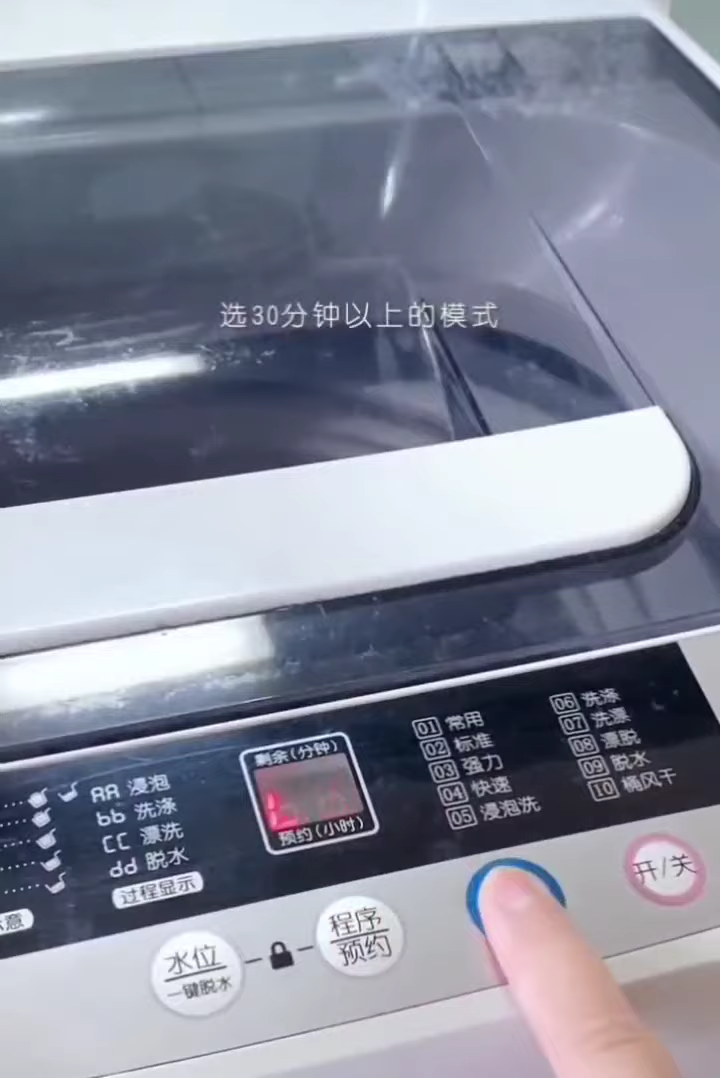 选30分钟以上的模式
剩余(分钟)
预约(小时)
AA 浸泡
bb 洗涤
CC 漂洗
dd 脱水
过程显示
01 常用
02 标准
03 强力
04 快速
05 浸泡洗
06 洗涤
07 洗漂
08 漂脱
09 脱水
10 桶风干
水位
一键脱水
程序
预约
开/关